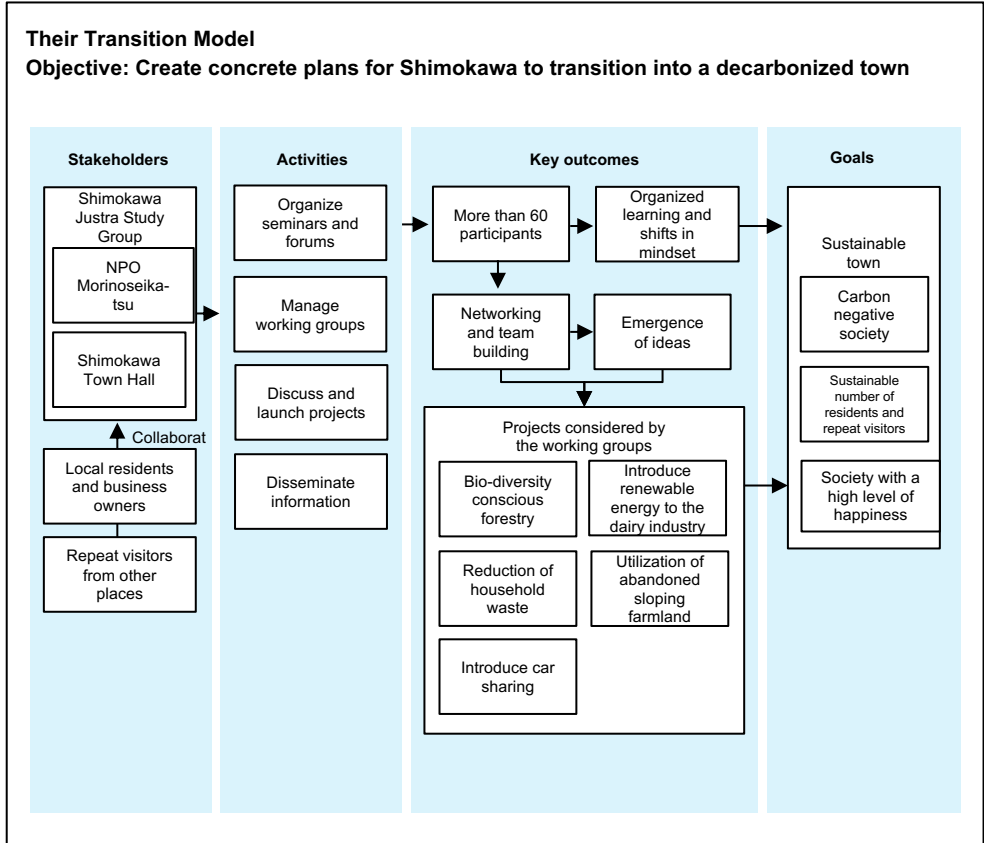 Their Transition Model
Objective: Create concrete plans for Shimokawa to transition into a decarbonized town
Stakeholders
Shimokawa
Justra Study
Group
NPO
Morinoseika-
tsu
Shimokawa
Town Hall
Collaborat
Local residents
and business
owners
Repeat visitors
from other
places
Activities
Organize
seminars and
forums
Manage
working groups
Discuss and
launch projects
Disseminate
information
Key outcomes
More than 60
participants
Organized
learning and
shifts in
mindset
Networking
and team
building
Emergence
of ideas
Projects considered by
the working groups
Bio-diversity
conscious
forestry
Introduce
renewable
energy to the
dairy industry
Reduction of
household
waste
Utilization of
abandoned
sloping
farmland
Introduce car
sharing
Goals
Sustainable
town
Carbon
negative
society
Sustainable
number of
residents and
repeat visitors
Society with a
high level of
happiness